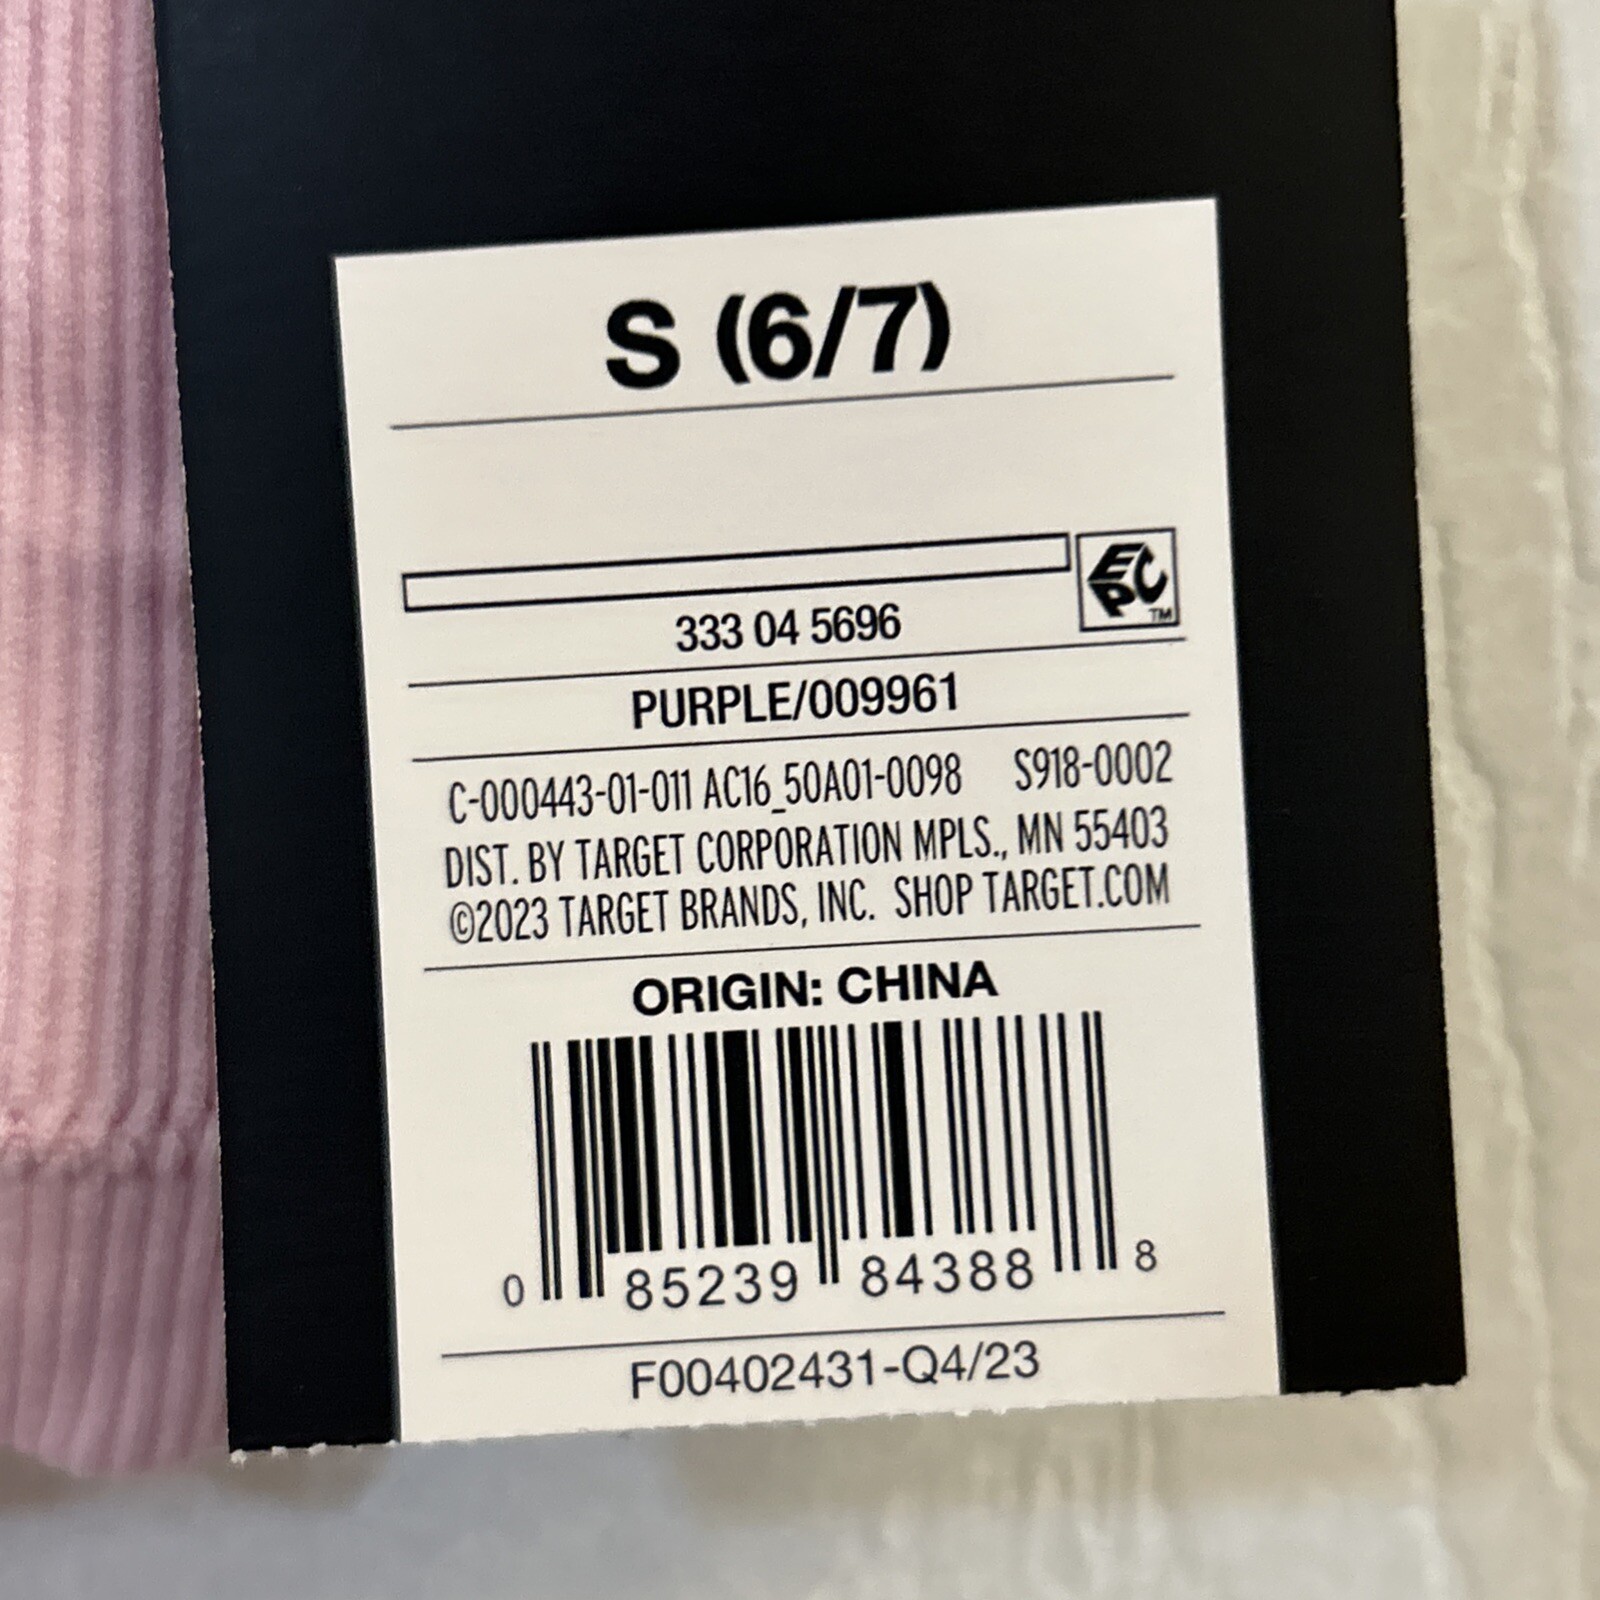 S (6/7)
EPC
TM
333 04 5696
PURPLE/009961
C-000443-01-011 AC16_50A01-0098 S918-0002
DIST. BY TARGET CORPORATION MPLS., MN 55403
©2023 TARGET BRANDS, INC. SHOP TARGET.COM
ORIGIN: CHINA
0 85239 84388 8
F00402431-Q4/23